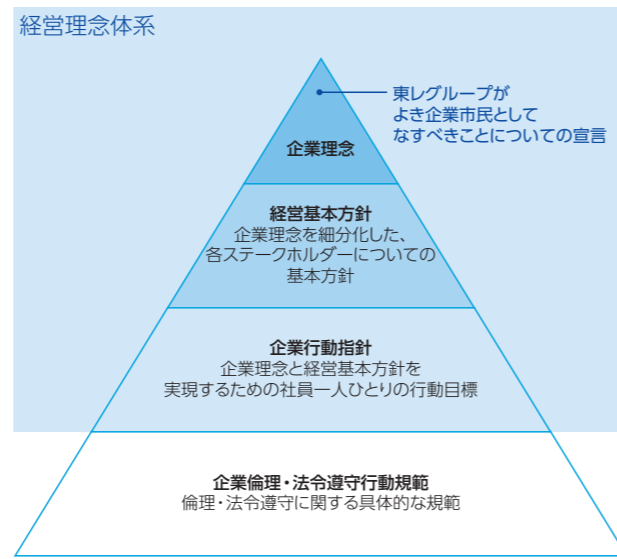 経営理念体系
東レグループが
よき企業市民として
なすべきことについての宣言
企業理念
経営基本方針
企業理念を細分化した、
各ステークホルダーについての
基本方針
企業行動指針
企業理念と経営基本方針を
実現するための社員一人ひとりの行動目標
企業倫理・法令遵守行動規範
倫理・法令遵守に関する具体的な規範